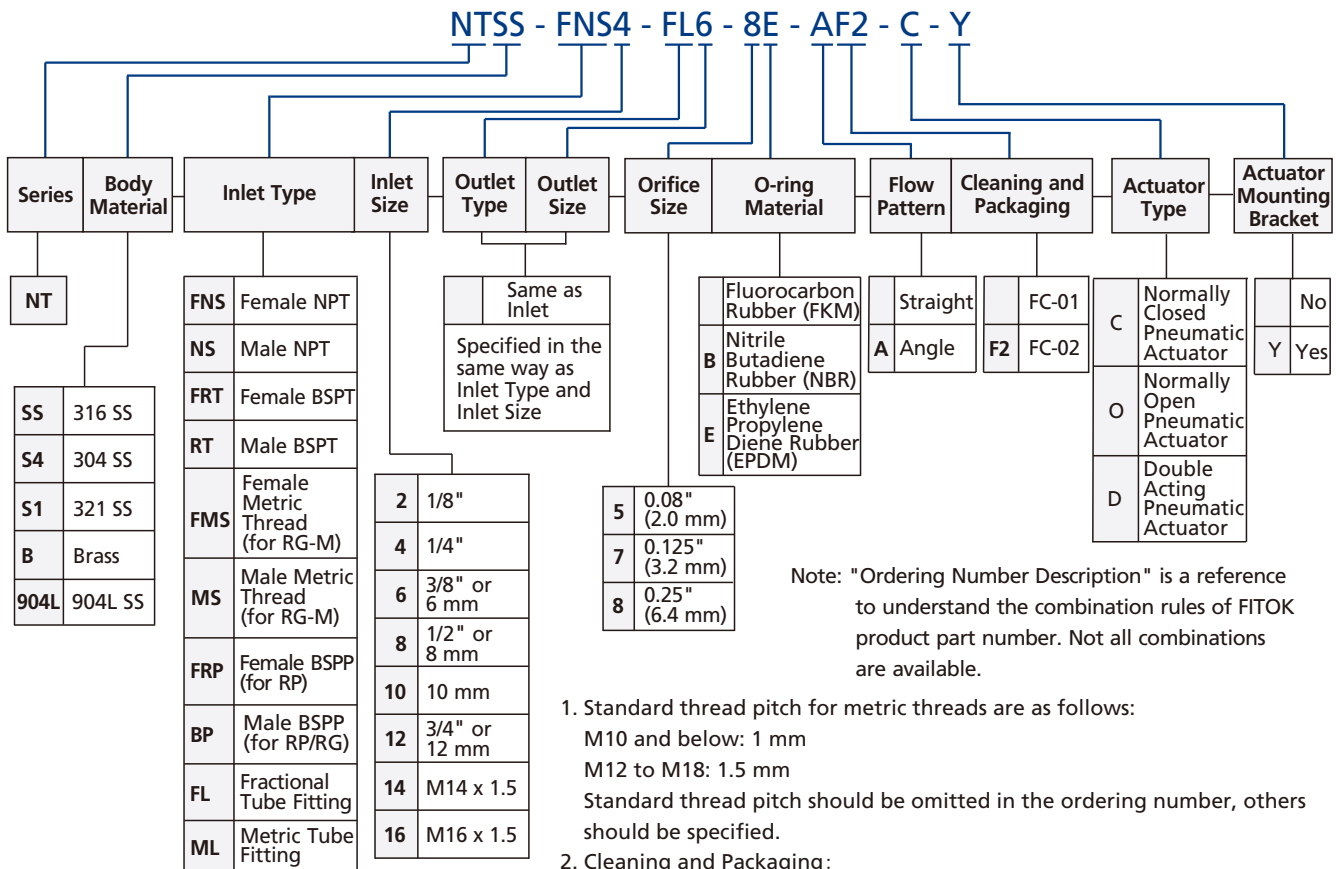 NTSS - FNS4 - FL6 - 8E - AF2 - C - Y
Series
Body
Material
Inlet Type
Inlet
Size
Outlet
Type
Outlet
Size
Orifice
Size
O-ring
Material
Flow
Pattern
Cleaning and
Packaging
Actuator
Type
Actuator
Mounting
Bracket
NT
SS 316 SS
S4 304 SS
S1 321 SS
B Brass
904L 904L SS
FNS Female NPT
NS Male NPT
FRT Female BSPT
RT Male BSPT
FMS Female
Metric
Thread
(for RG-M)
MS Male Metric
Thread
(for RG-M)
FRP Female BSPP
(for RP)
BP Male BSPP
(for RP/RG)
FL Fractional
Tube Fitting
ML Metric Tube
Fitting
2 1/8"
4 1/4"
6 3/8" or
6 mm
8 1/2" or
8 mm
10 10 mm
12 3/4" or
12 mm
14 M14 x 1.5
16 M16 x 1.5
Same as
Inlet
Specified in the
same way as
Inlet Type and
Inlet Size
5 0.08"
(2.0 mm)
7 0.125"
(3.2 mm)
8 0.25"
(6.4 mm)
Fluorocarbon
Rubber (FKM)
B Nitrile
Butadiene
Rubber (NBR)
E Ethylene
Propylene
Diene Rubber
(EPDM)
Straight
A Angle
FC-01
F2 FC-02
C Normally
Closed
Pneumatic
Actuator
O Normally
Open
Pneumatic
Actuator
D Double
Acting
Pneumatic
Actuator
No
Y Yes
Note: "Ordering Number Description" is a reference
to understand the combination rules of FITOK
product part number. Not all combinations
are available.
1. Standard thread pitch for metric threads are as follows:
M10 and below: 1 mm
M12 to M18: 1.5 mm
Standard thread pitch should be omitted in the ordering number, others
should be specified.
2. Cleaning and Packaging: